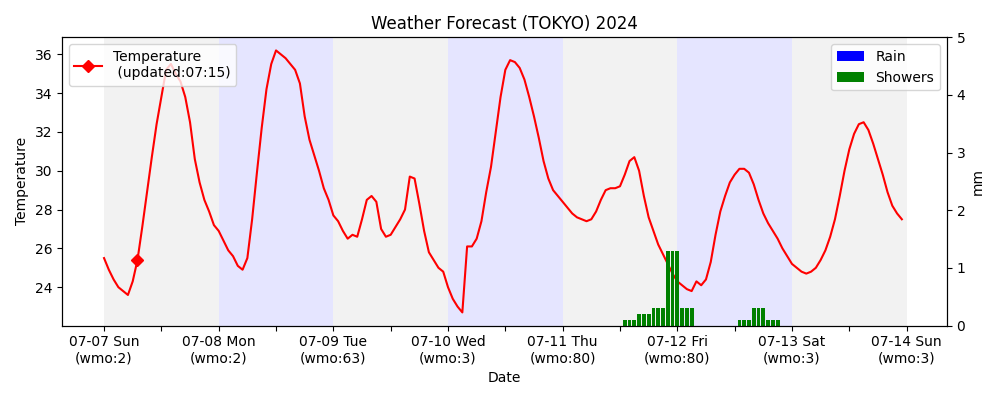 Weather Forecast (TOKYO) 2024
Temperature
(updated:07:15)
Rain
Showers
36
34
32
30
28
26
24
Temperature
5
4
3
2
1
0
mm
07-07 Sun
(wmo:2)
07-08 Mon
(wmo:2)
07-09 Tue
(wmo:63)
07-10 Wed
(wmo:3)
07-11 Thu
(wmo:80)
07-12 Fri
(wmo:80)
07-13 Sat
(wmo:3)
07-14 Sun
(wmo:3)
Date